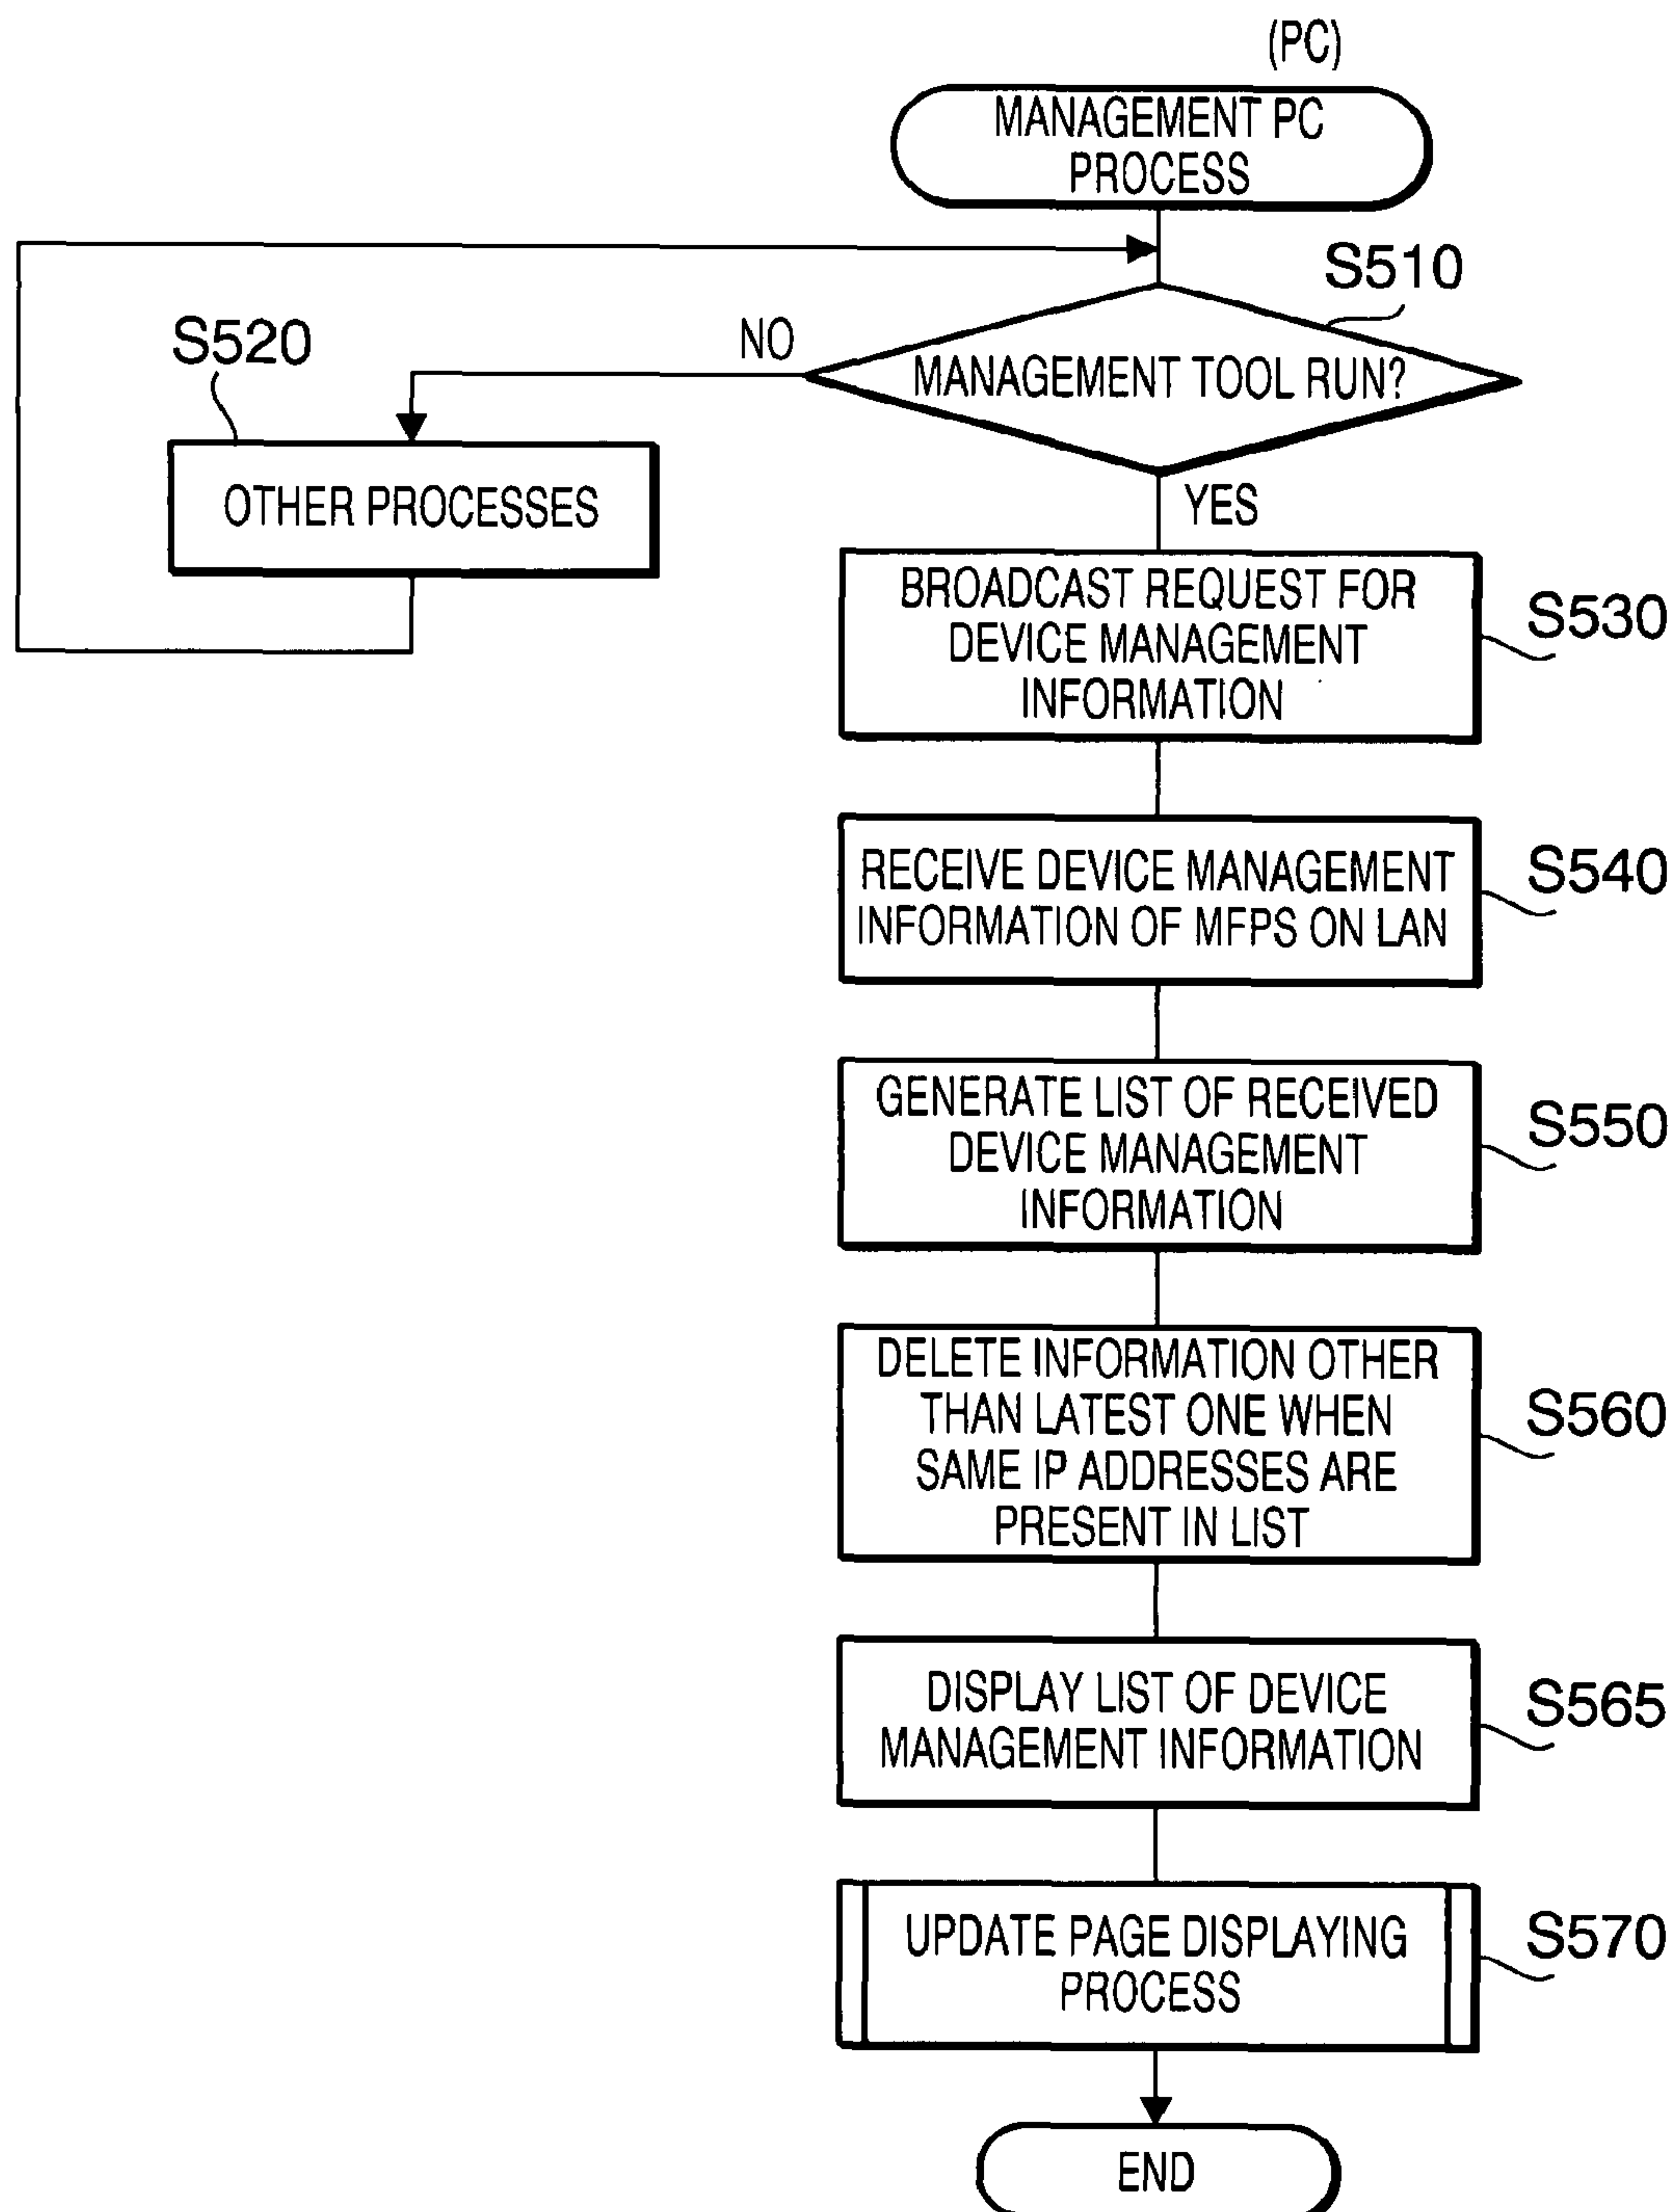 (PC)
MANAGEMENT PC
PROCESS
S510
MANAGEMENT TOOL RUN?
NO
S520
OTHER PROCESSES
YES
BROADCAST REQUEST FOR
DEVICE MANAGEMENT
INFORMATION
S530
RECEIVE DEVICE MANAGEMENT
INFORMATION OF MFPS ON LAN
S540
GENERATE LIST OF RECEIVED
DEVICE MANAGEMENT
INFORMATION
S550
DELETE INFORMATION OTHER
THAN LATEST ONE WHEN
SAME IP ADDRESSES ARE
PRESENT IN LIST
S560
DISPLAY LIST OF DEVICE
MANAGEMENT INFORMATION
S565
UPDATE PAGE DISPLAYING
PROCESS
S570
END